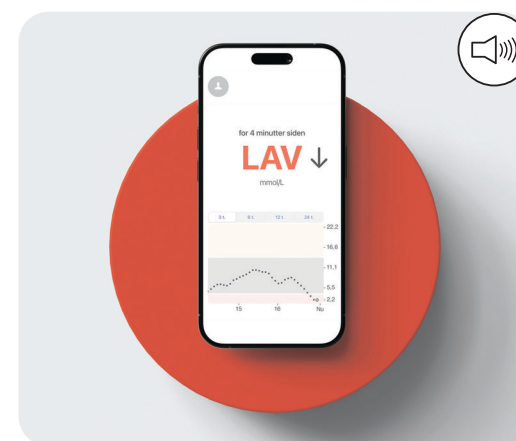 for 4 minutter siden
LAV
mmol/L
3 t. 6 t. 12 t. 24 t.
22,2
16,6
11,1
5,5
2,2
15 16 Nu